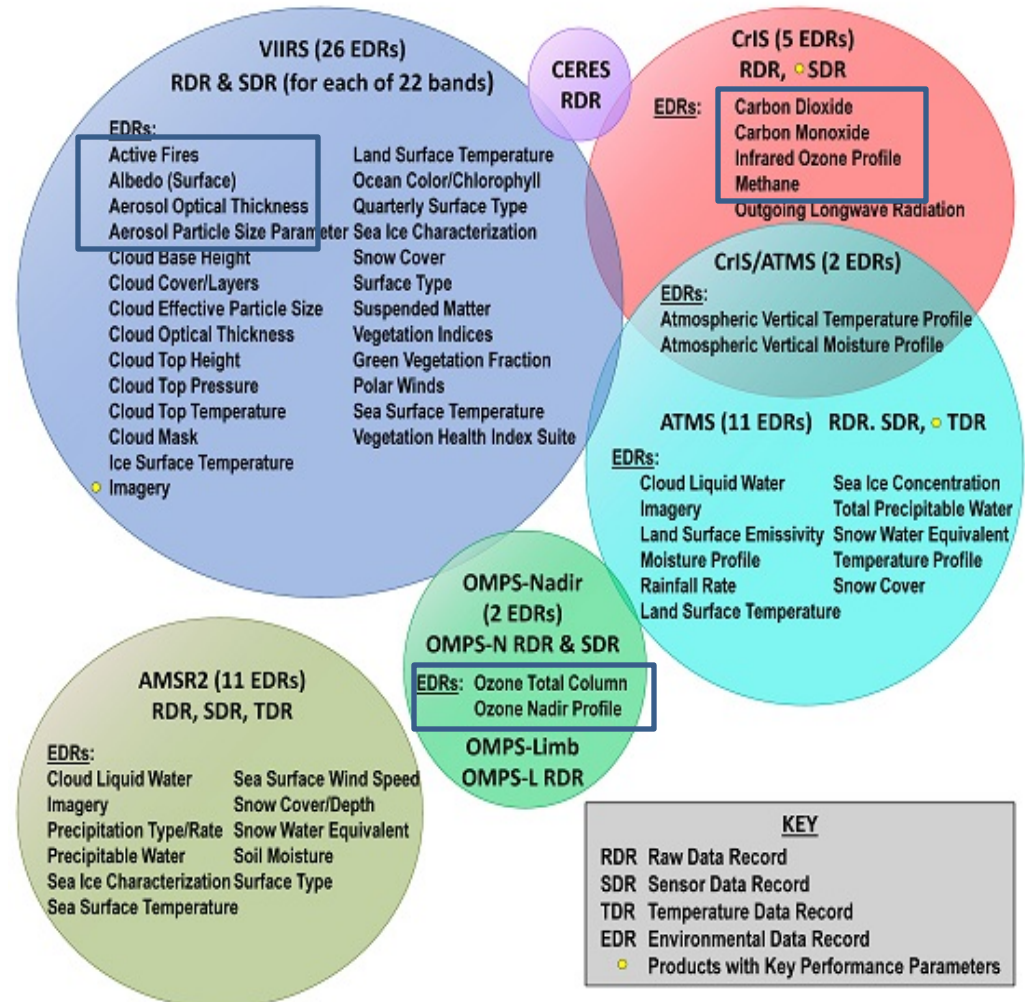 VIIRS (26 EDRs)
RDR & SDR (for each of 22 bands)
EDRs:
Active Fires
Albedo (Surface)
Aerosol Optical Thickness
Aerosol Particle Size Parameter
Cloud Base Height
Cloud Cover/Layers
Cloud Effective Particle Size
Cloud Optical Thickness
Cloud Top Height
Cloud Top Pressure
Cloud Top Temperature
Cloud Mask
Ice Surface Temperature
Imagery
Land Surface Temperature
Ocean Color/Chlorophyll
Quarterly Surface Type
Sea Ice Characterization
Snow Cover
Surface Type
Suspended Matter
Vegetation Indices
Green Vegetation Fraction
Polar Winds
Sea Surface Temperature
Vegetation Health Index Suite
CERES
RDR
CrIS (5 EDRs)
RDR, SDR
EDRs:
Carbon Dioxide
Carbon Monoxide
Infrared Ozone Profile
Methane
Outgoing Longwave Radiation
CrIS/ATMS (2 EDRs)
EDRs:
Atmospheric Vertical Temperature Profile
Atmospheric Vertical Moisture Profile
ATMS (11 EDRs) RDR. SDR, TDR
EDRs:
Cloud Liquid Water
Imagery
Land Surface Emissivity
Moisture Profile
Rainfall Rate
Land Surface Temperature
Sea Ice Concentration
Total Precipitable Water
Snow Water Equivalent
Temperature Profile
Snow Cover
OMPS-Nadir
(2 EDRs)
OMPS-N RDR & SDR
EDRs: Ozone Total Column
Ozone Nadir Profile
OMPS-Limb
OMPS-L RDR
AMSR2 (11 EDRs)
RDR, SDR, TDR
EDRs:
Cloud Liquid Water
Imagery
Precipitation Type/Rate
Precipitable Water
Sea Ice Characterization
Sea Surface Temperature
Sea Surface Wind Speed
Snow Cover/Depth
Snow Water Equivalent
Soil Moisture
Surface Type
KEY
RDR Raw Data Record
SDR Sensor Data Record
TDR Temperature Data Record
EDR Environmental Data Record
Products with Key Performance Parameters